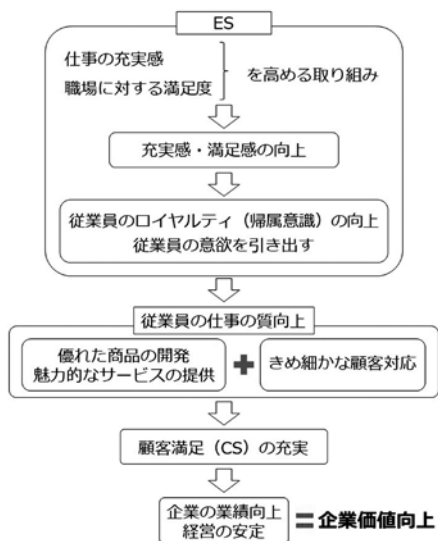 ES
仕事の充実感
職場に対する満足度
を高める取り組み
充実感・満足感の向上
従業員のロイヤルティ（帰属意識）の向上
従業員の意欲を引き出す
従業員の仕事の質向上
優れた商品の開発
魅力的なサービスの提供
+
きめ細かな顧客対応
顧客満足（CS）の充実
企業の業績向上
経営の安定
=企業価値向上